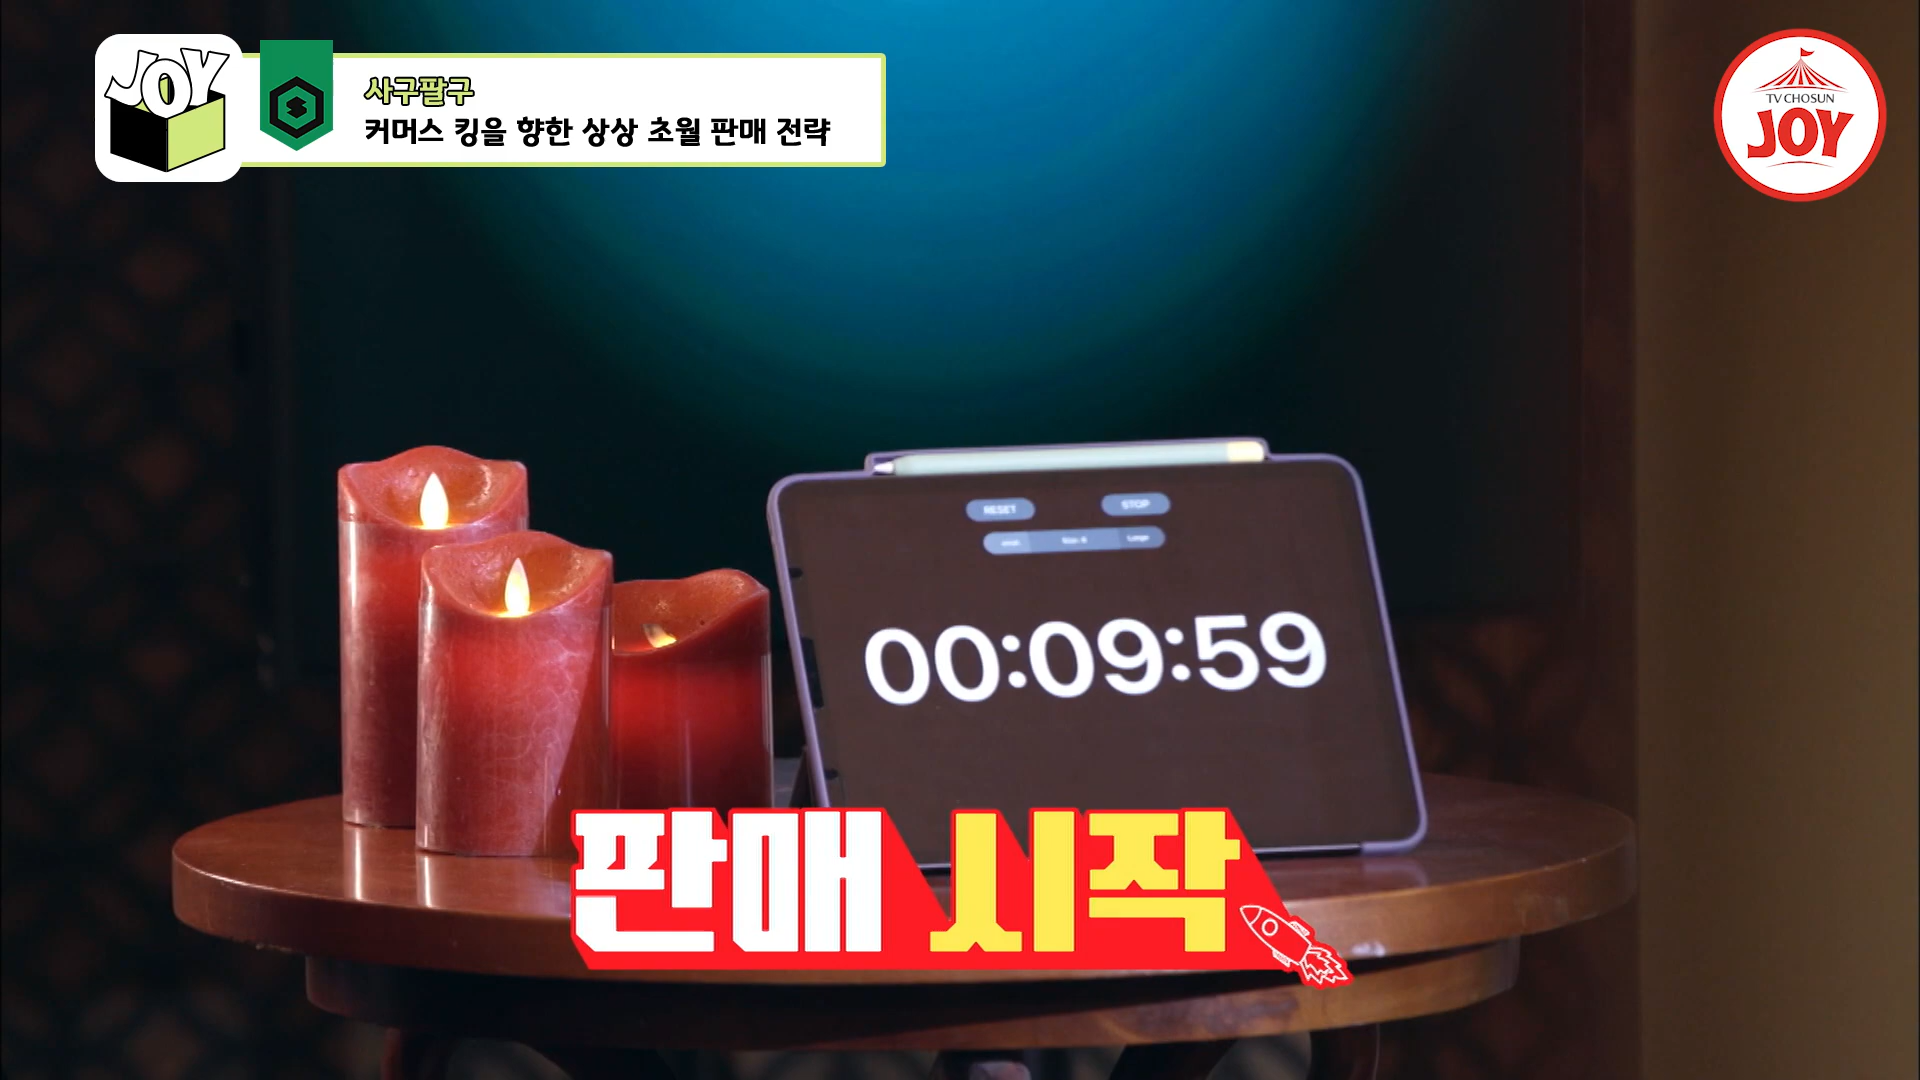 JOY
사구팔구
커머스 킹을 향한 상상 초월 판매 전략
TV CHOSUN
JOY
RESET
STOP
Large
00:09:59
판매 시작